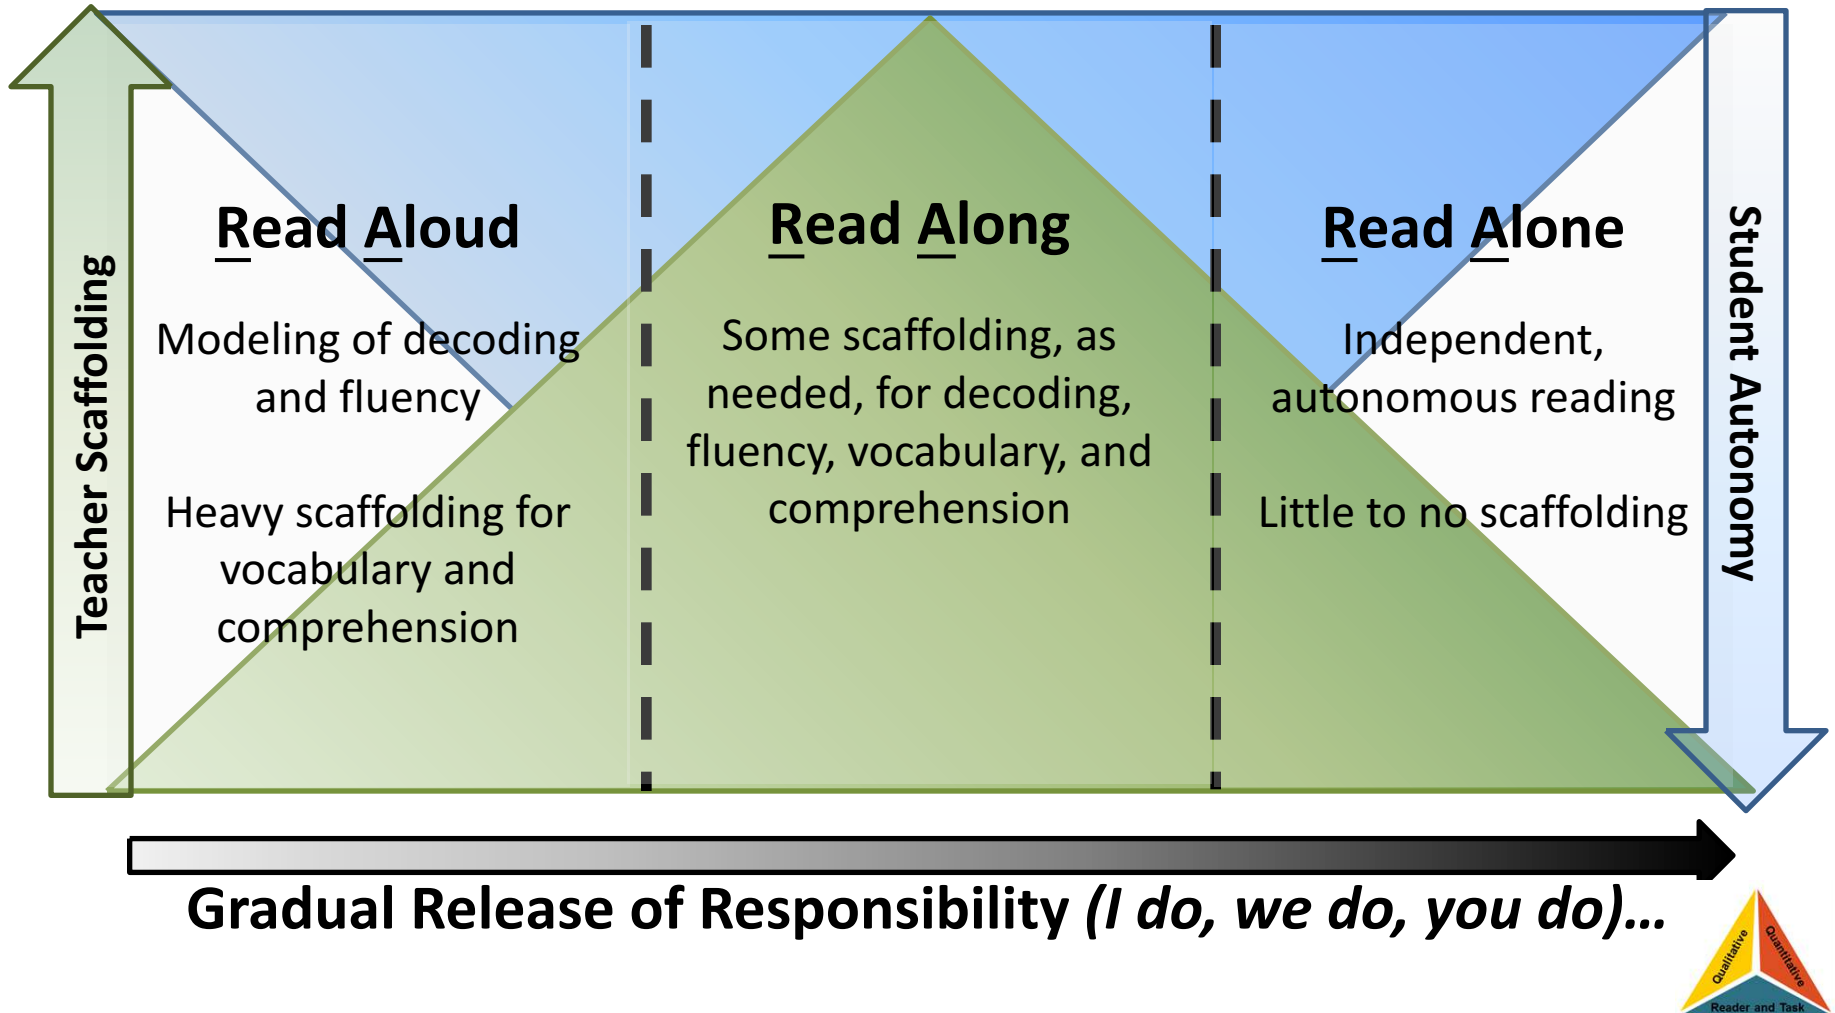 Teacher Scaffolding
Read Aloud
Modeling of decoding
and fluency
Heavy scaffolding for
vocabulary and
comprehension
Read Along
Some scaffolding, as
needed, for decoding,
fluency, vocabulary, and
comprehension
Read Alone
Independent,
autonomous reading
Little to no scaffolding
Student Autonomy
Gradual Release of Responsibility (I do, we do, you do)...
Qualitative
Quantitative
Reader and Task